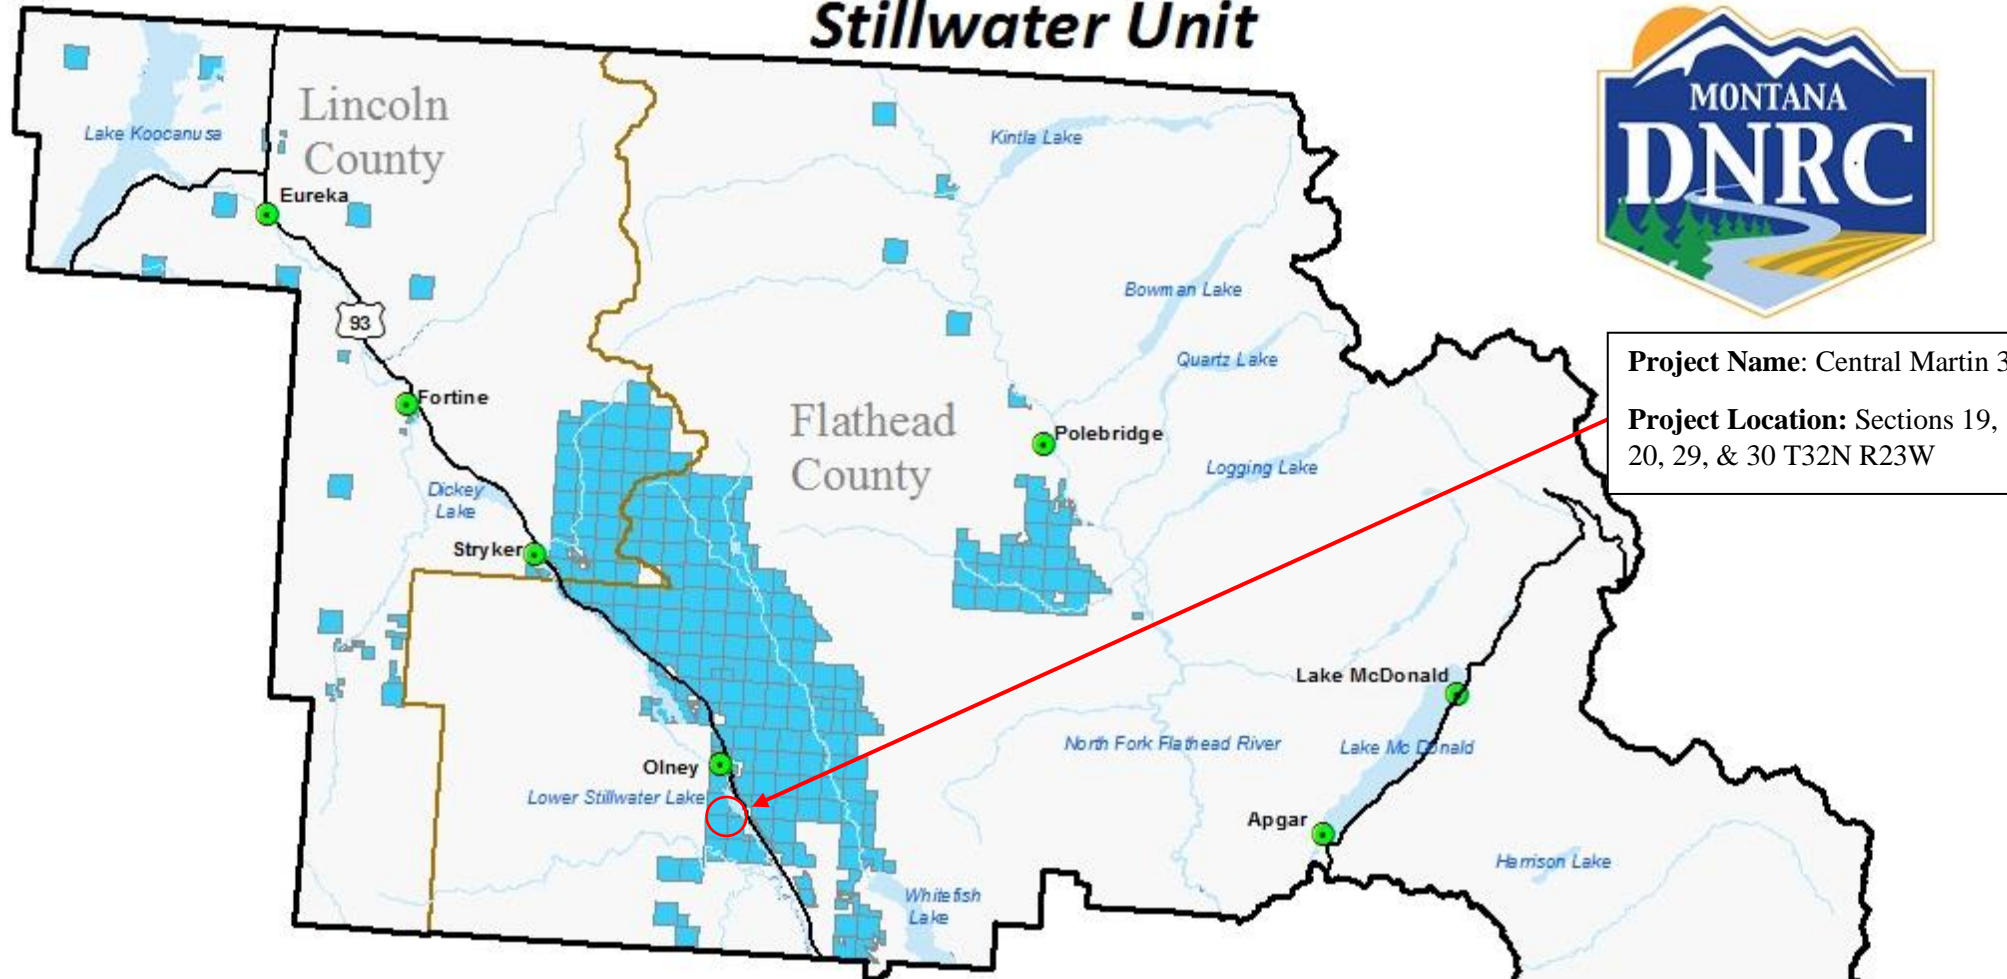 Stillwater Unit
MONTANA
DNRC
Lincoln
County
Lake Koocanusa
Kintla Lake
Eureka
Bowman Lake
93
Project Name: Central Martin 3
Quartz Lake
Fortine
Flathead
County
Project Location: Sections 19,
20, 29, & 30 T32N R23W
Polebridge
Logging Lake
Dickey
Lake
Stryker
Lake McDonald
North Fork Flathead River
Lake Mc Donald
Olney
Lower Stillwater Lake
Apgar
Harrison Lake
Whitefish
Lake